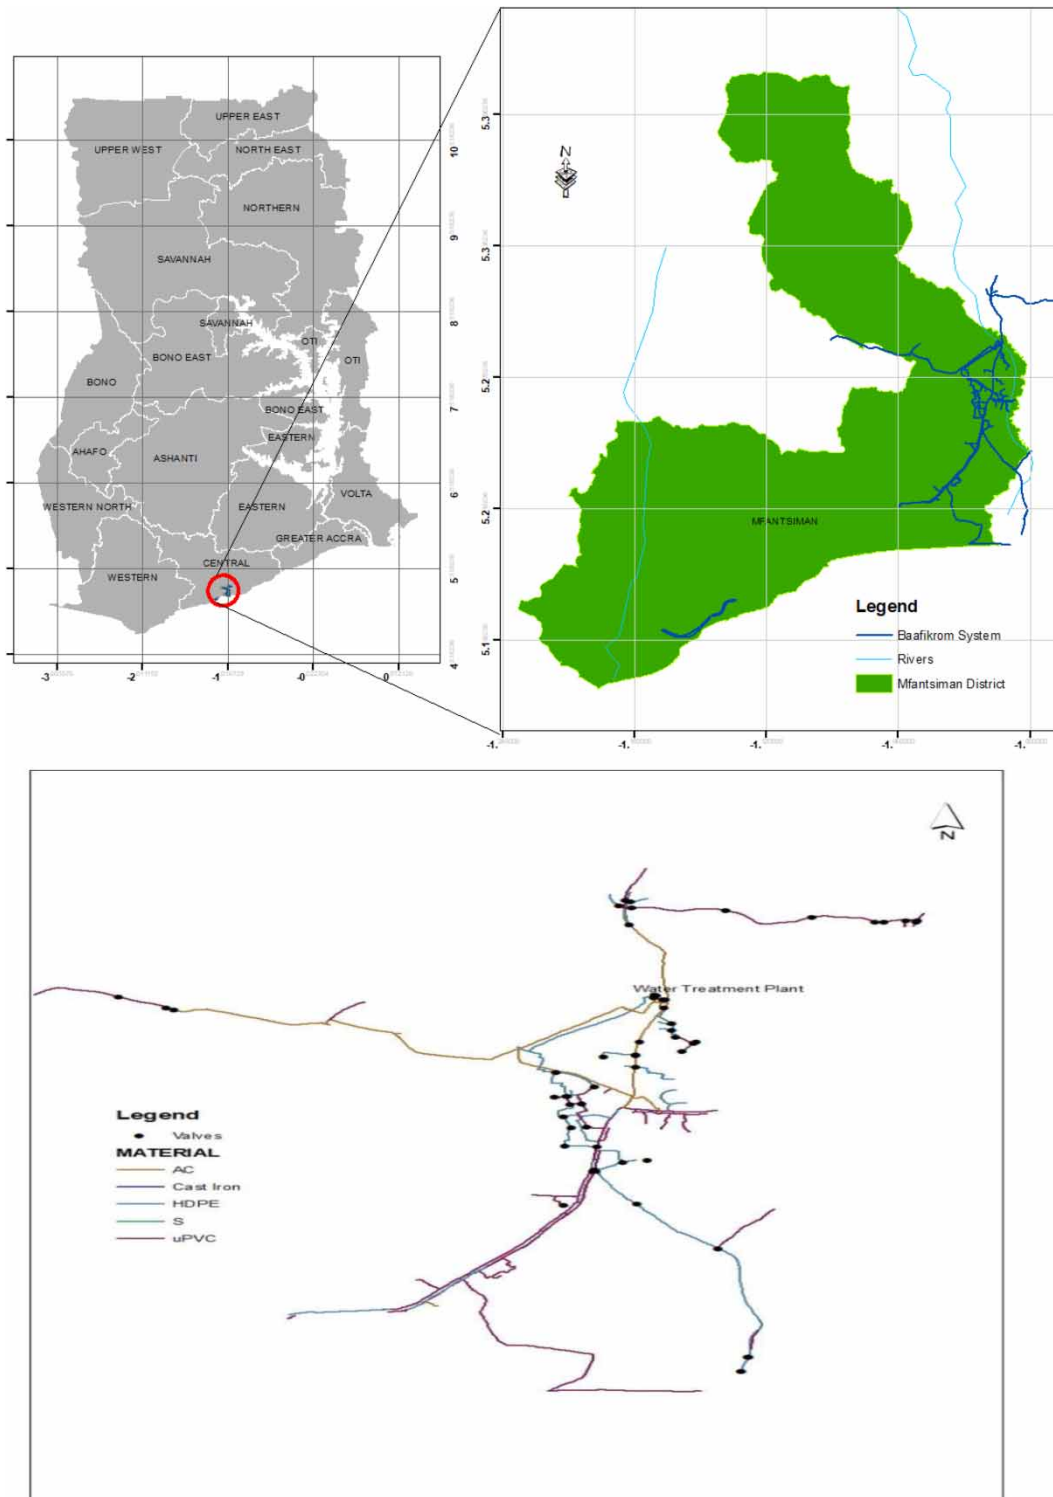 UPPER EAST
UPPER WEST
NORTH EAST
NORTHERN
SAVANNAH
SAVANNAH
OTI
BONO EAST
OTI
BONO
BONO EAST
EASTERN
AHAFO
ASHANTI
VOLTA
WESTERN NORTH
EASTERN
GREATER ACCRA
CENTRAL
WESTERN
10
9
8
7
6
5
4
-3
-2
-1
-0
0
N
5.3
5.3
5.2
5.2
5.1
MFANTSIMAN
Legend
Baafikrom System
Rivers
Mfantsiman District
-1.
-1.
-1.
-1.
-1.
N
Water Treatment Plant
Legend
Valves
MATERIAL
AC
Cast Iron
HDPE
S
uPVC